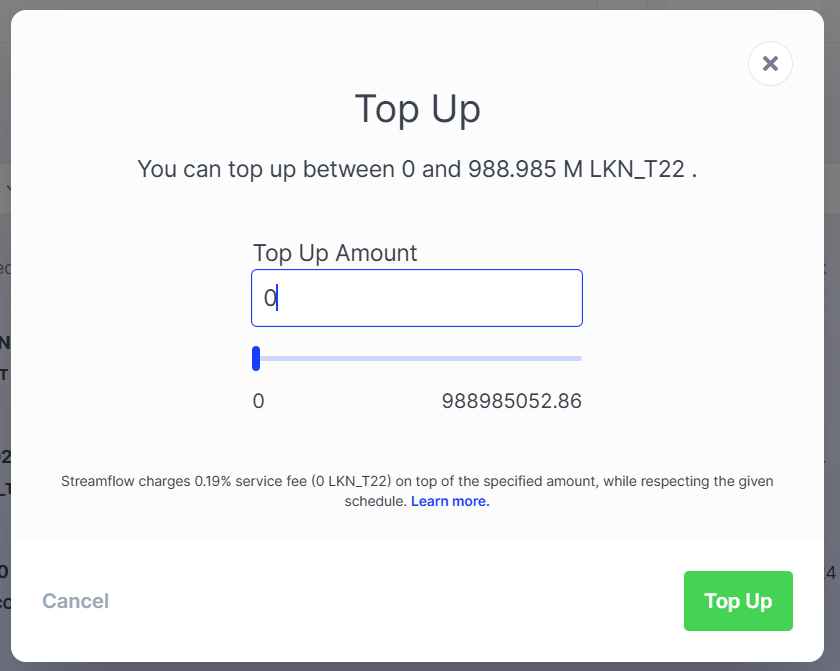 Top Up
You can top up between 0 and 988.985 M LKN_T22 .
Top Up Amount
0
0
988985052.86
Streamflow charges 0.19% service fee (0 LKN_T22) on top of the specified amount, while respecting the given
schedule. Learn more.
Cancel
Top Up